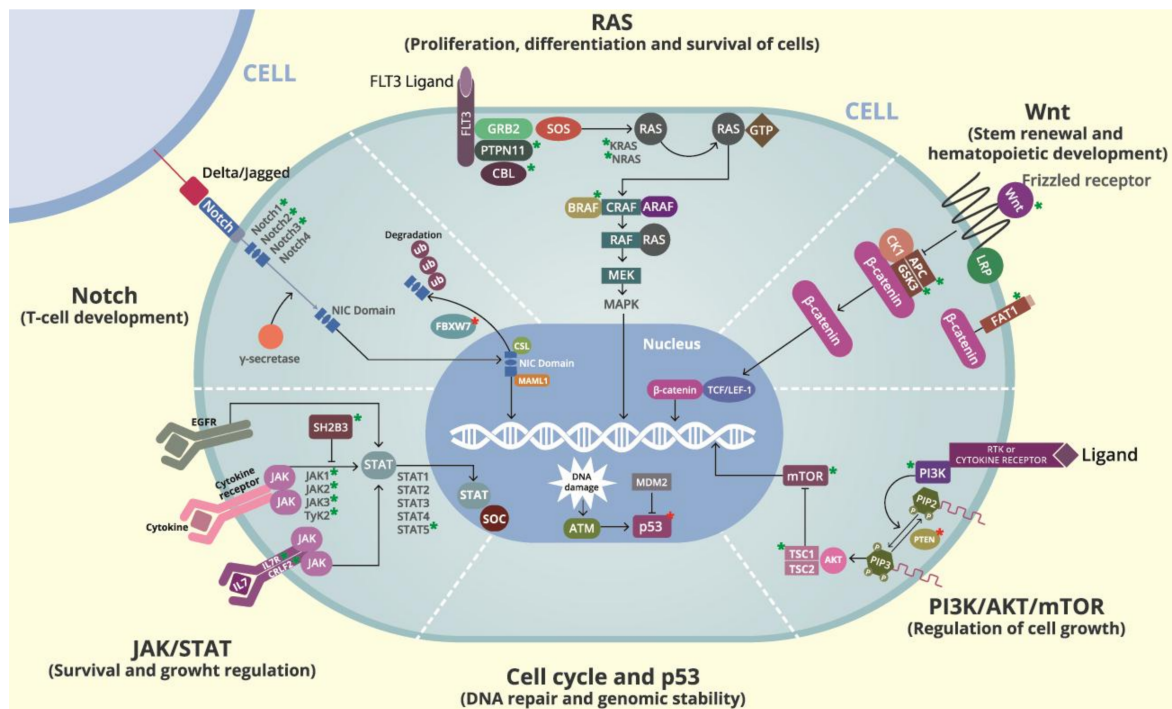 RAS
(Proliferation, differentiation and survival of cells)
CELL
FLT3 Ligand
FLT3
GRB2
SOS
PTPN11*
CBL*
RAS
*KRAS
*NRAS
RAS
GTP
BRAF*
CRAF
ARAF
RAF
RAS
MEK
MAPK
CELL
Wnt
(Stem renewal and
hematopoietic development)
Frizzled receptor
Wnt*
LRP
CK1
APC
GSK3**
β-catenin
β-catenin
β-catenin
FAT1*
Delta/Jagged
Notch
Notch1*
Notch2*
Notch3*
Notch4
Notch
(T-cell development)
NIC Domain
γ-secretase
Degradation
ub
ub
ub
FBXW7*
CSL
NIC Domain
MAML1
Nucleus
β-catenin
TCF/LEF-1
EGFR
SH2B3*
Cytokine
receptor
Cytokine
JAK
JAK
JAK1*
JAK2*
JAK3*
TyK2*
STAT
STAT1
STAT2
STAT3
STAT4
STAT5*
STAT
SOC
IL7
IL7R
CRLF2
JAK
JAK
DNA
damage
MDM2
ATM
p53*
mTOR*
*TSC1
TSC2
AKT
*PI3K
RTK or
CYTOKINE RECEPTOR
Ligand
P
P
PIP2
PTEN*
P
P
P
PIP3
JAK/STAT
(Survival and growht regulation)
Cell cycle and p53
(DNA repair and genomic stability)
PI3K/AKT/mTOR
(Regulation of cell growth)